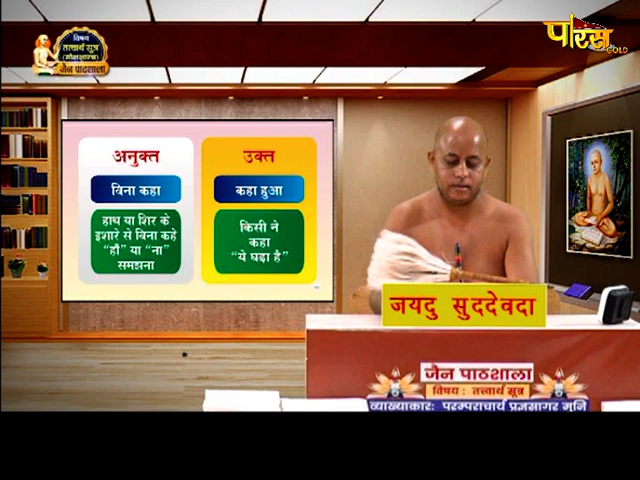 विषय
तत्त्वार्थ सूत्र
(मोक्षशास्त्र)
जैन पाठशाला
पारस
GOLD
अनुक्त
विना कहा
हाथ या शिर के
इशारे से विना कहे
“हाँ” या “ना”
समझना
उक्त
कहा हुआ
किसी ने
कहा
“ये घड़ा है”
जयदु सुददेवदा
जैन पाठशाला
विषय : तत्त्वार्थ सूत्र
व्याख्याकार: परम्पराचार्य प्रज्ञसागर मुनि